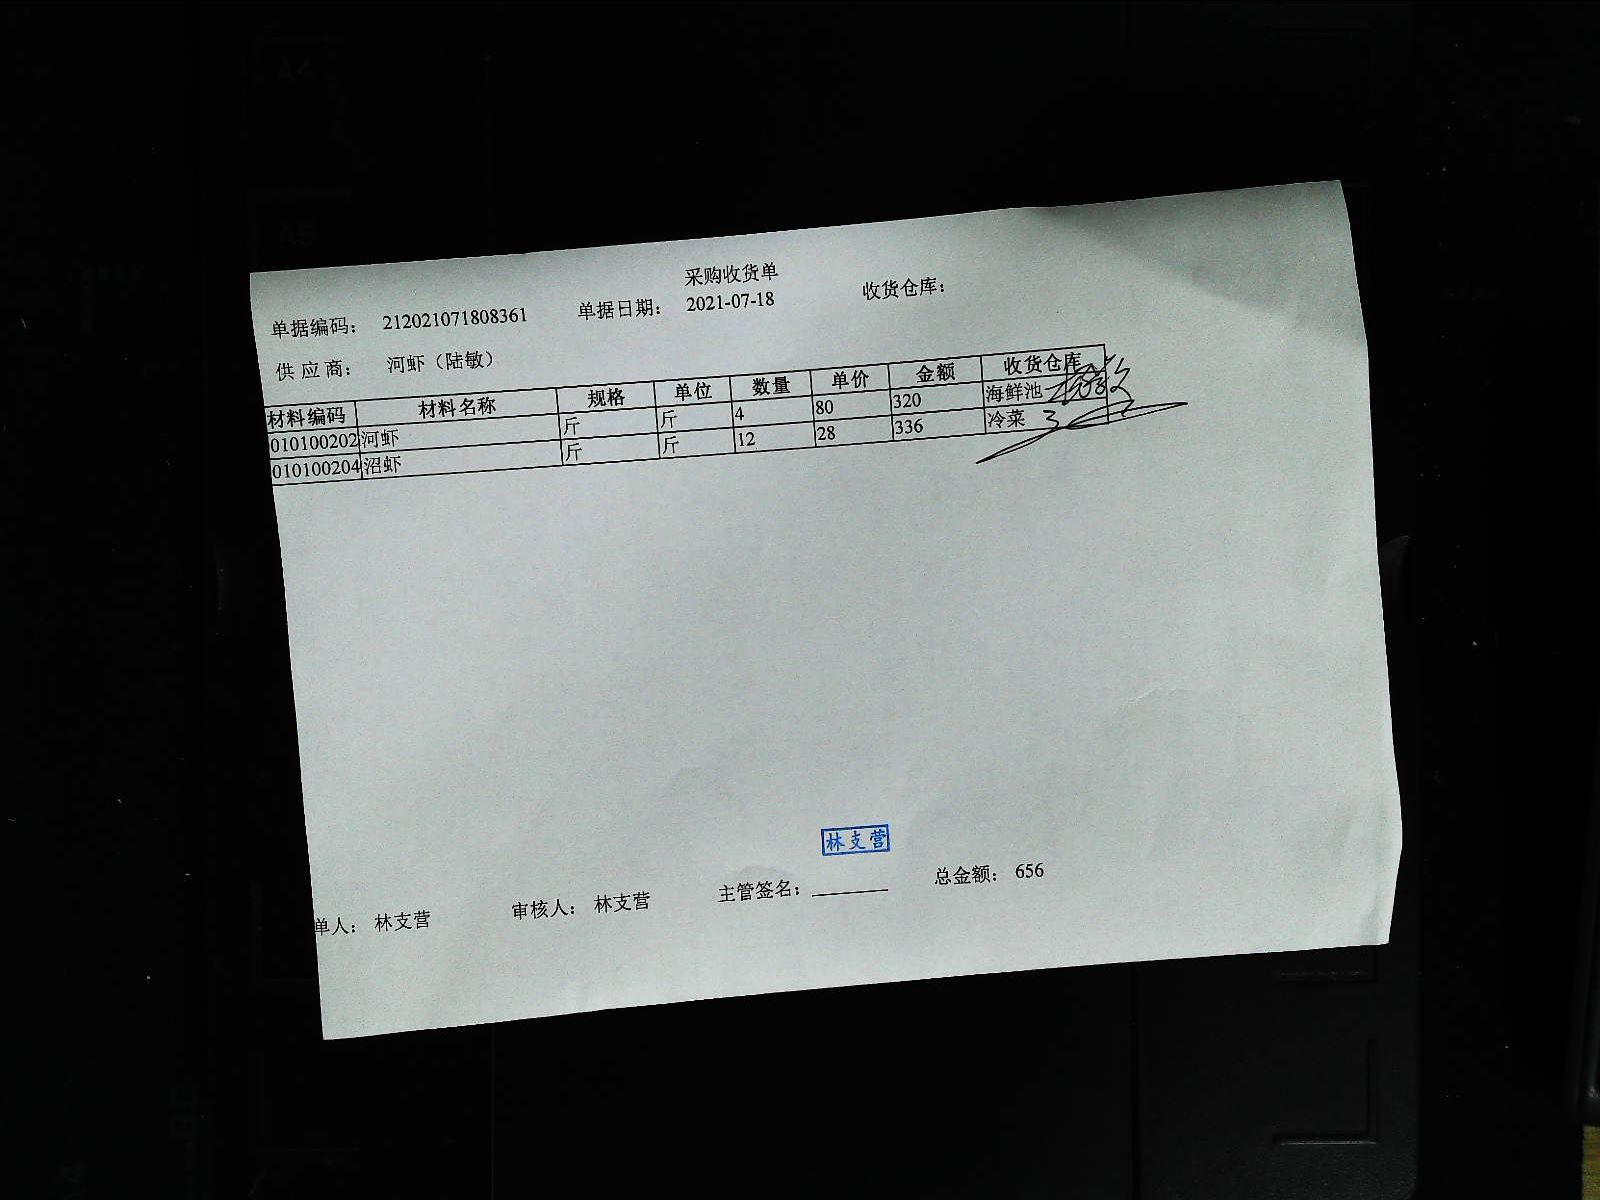 采购收货单
单据编码： 212021071808361 单据日期： 2021-07-18 收货仓库：
供 应 商： 河虾（陆敏）
材料编码 材料名称 规格 单位 数量 单价 金额 收货仓库
010100202 河虾 斤 斤 4 80 320 海鲜池
010100204 沼虾 斤 斤 12 28 336 冷菜
林支营
单人： 林支营 审核人： 林支营 主管签名： 总金额： 656